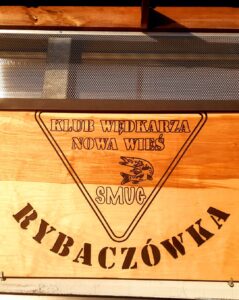 KLUB WĘDKARZA
NOWA WIEŚ
SMUG
RYBACZÓWKA